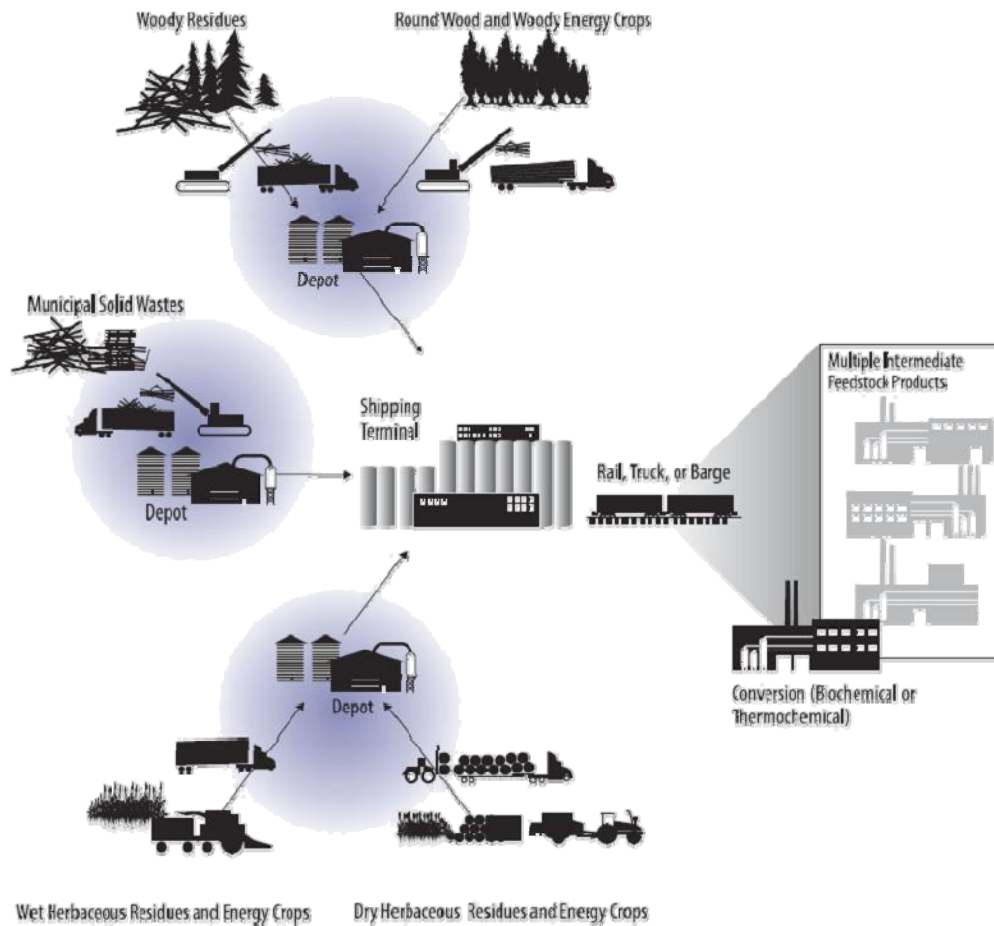 Woody Residues
Round Wood and Woody Energy Crops
Depot
Municipal Solid Wastes
Depot
Shipping
Terminal
Rail, Truck, or Barge
Multiple Intermediate
Feedstock Products
Depot
Conversion (Biochemical or
Thermochemical)
Wet Herbaceous Residues and Energy Crops
Dry Herbaceous Residues and Energy Crops